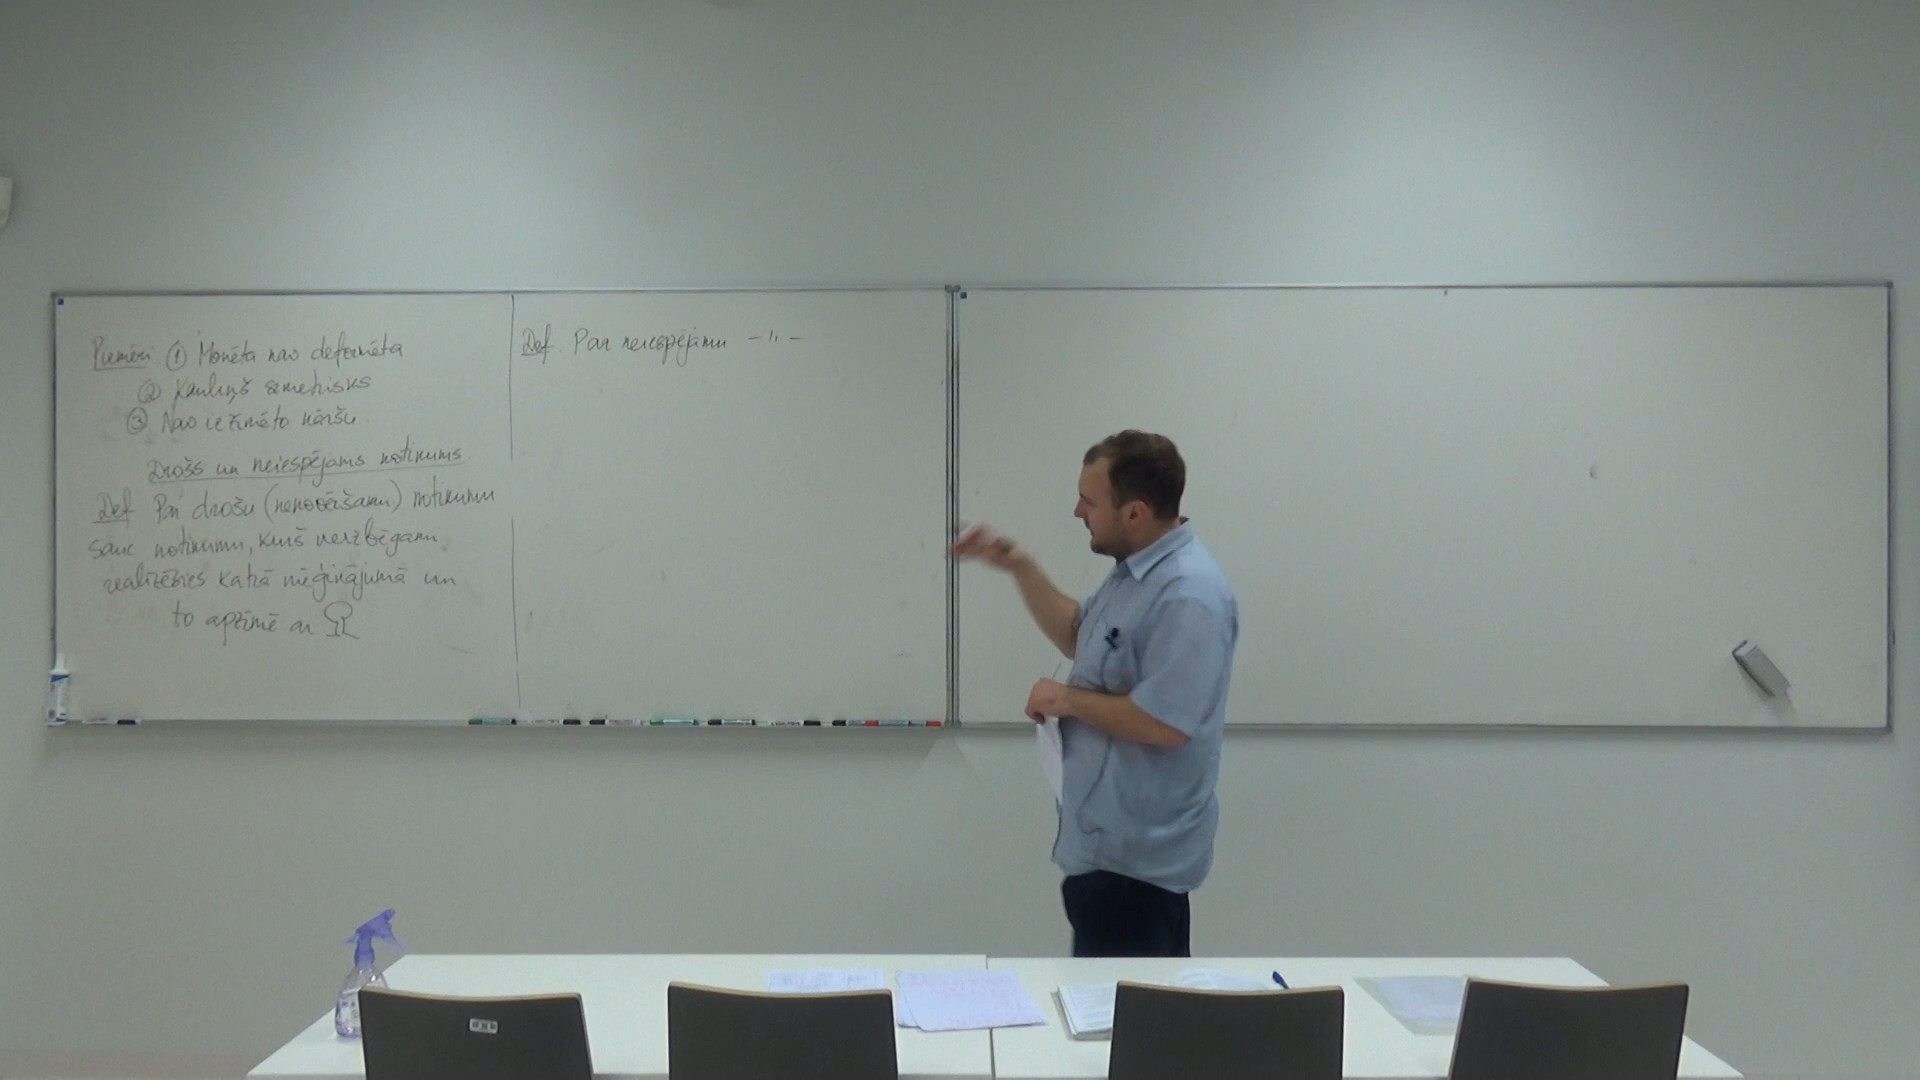 Piemēri ① Monēta nav deformēta
② Kauliņš simetrisks
③ Nav iezīmēto kāršu
Drošs un neiespējams notikums.
Def Par drošu (nenovēršamu) notikumu
sauc notikumu, kurš neizbēgami
realizēsies katrā mēģinājumā un
to apzīmē ar Ω
Def. Par neiespējamu —"—